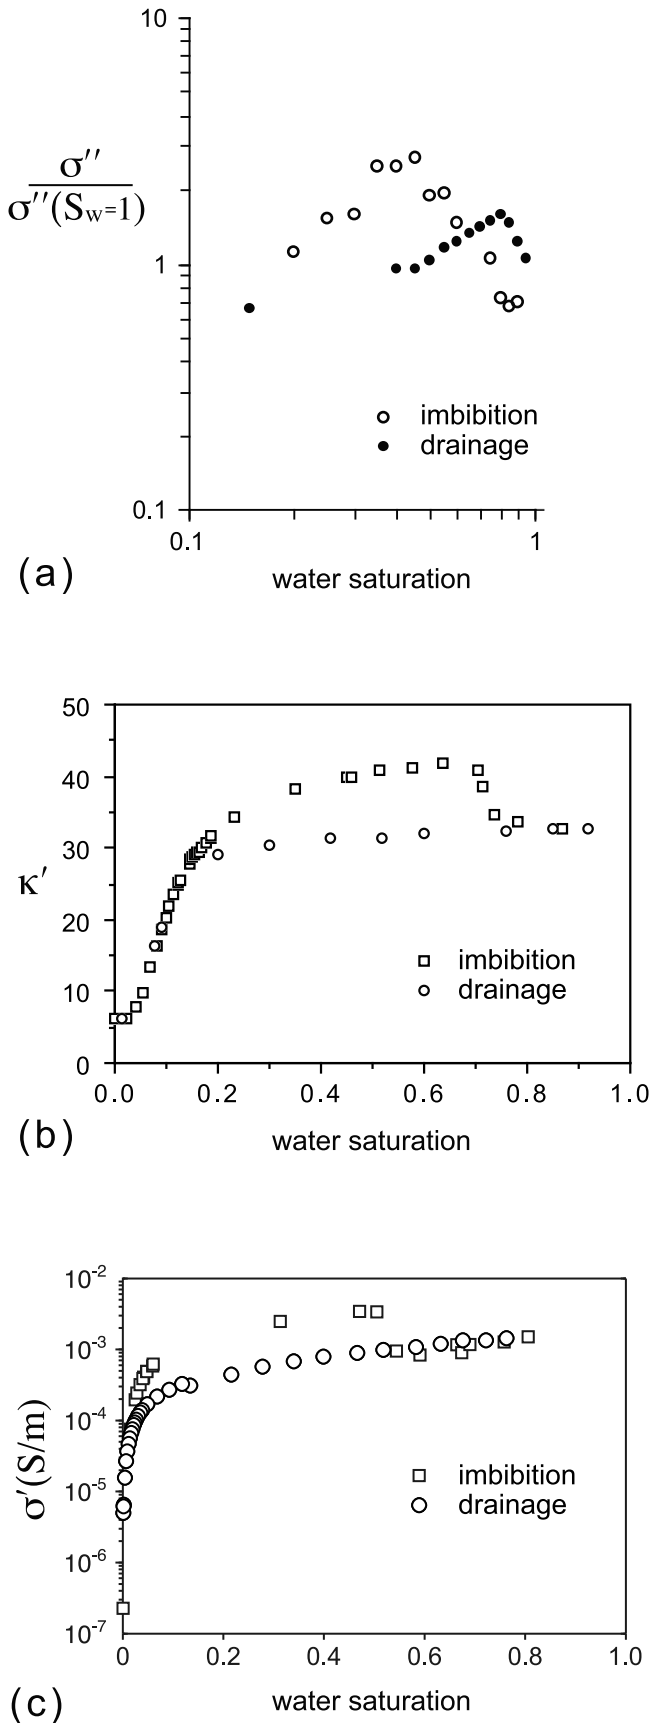 10
σ''
σ''(Sw=1)
1
imbibition
drainage
0.1
0.1 1
(a) water saturation
50
40
30
κ'
20
imbibition
10 drainage
0
0.0 0.2 0.4 0.6 0.8 1.0
(b) water saturation
10-2
10-3
10-4
σ'(S/m)
10-5
imbibition
drainage
10-6
10-7
0 0.2 0.4 0.6 0.8 1.0
(c) water saturation